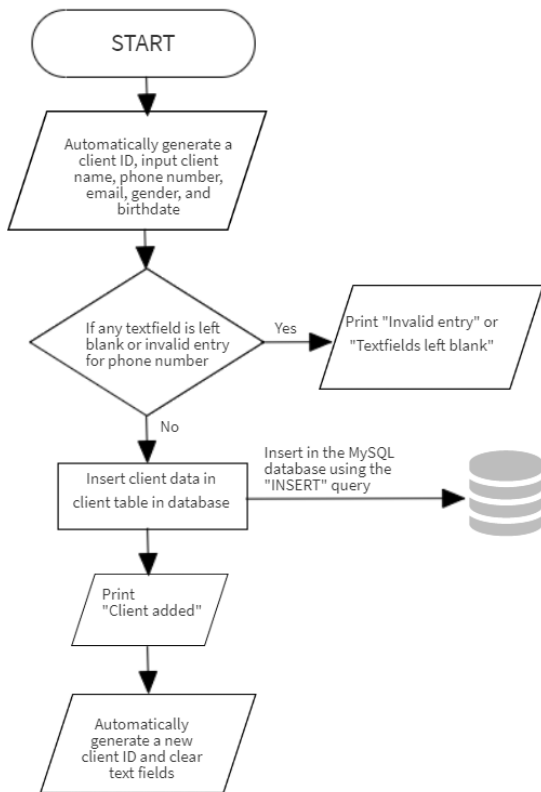 START
Automatically generate a
client ID, input client
name, phone number,
email, gender, and
birthdate
If any textfield is left
blank or invalid entry
for phone number
Yes
Print "Invalid entry" or
"Textfields left blank"
No
Insert client data in
client table in database
Insert in the MySQL
database using the
"INSERT" query
Print
"Client added"
Automatically
generate a new
client ID and clear
text fields